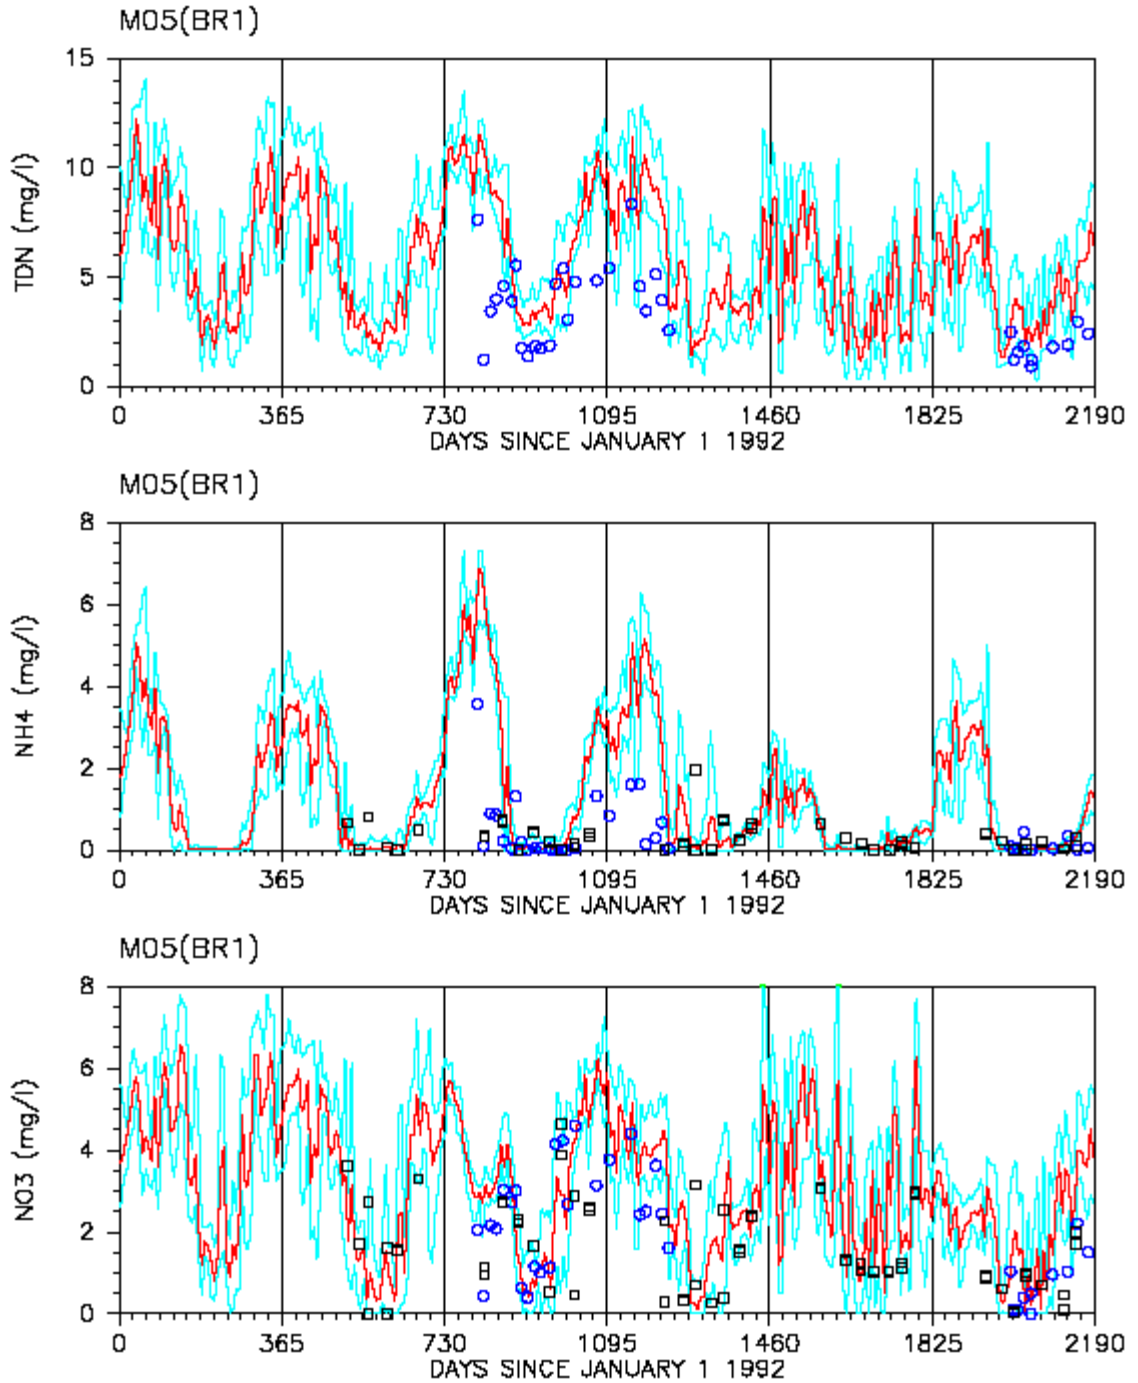 M05(BR1)
15
10
5
0
TDN (mg/l)
0 365 730 1095 1460 1825 2190
DAYS SINCE JANUARY 1 1992
M05(BR1)
8
6
4
2
0
NH4 (mg/l)
0 365 730 1095 1460 1825 2190
DAYS SINCE JANUARY 1 1992
M05(BR1)
8
6
4
2
0
NO3 (mg/l)
0 365 730 1095 1460 1825 2190
DAYS SINCE JANUARY 1 1992